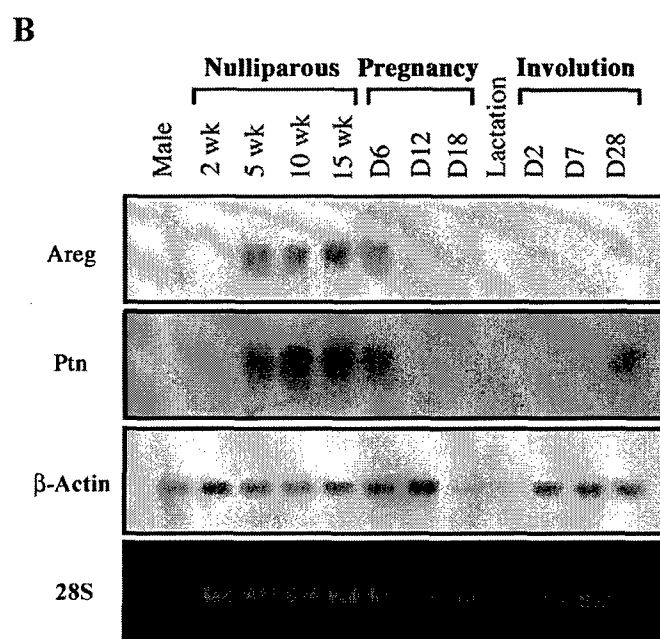 B
Nulliparous Pregnancy Involution
Male 2 wk 5 wk 10 wk 15 wk D6 D12 D18 Lactation D2 D7 D28
Areg
Ptn
β-Actin
28S